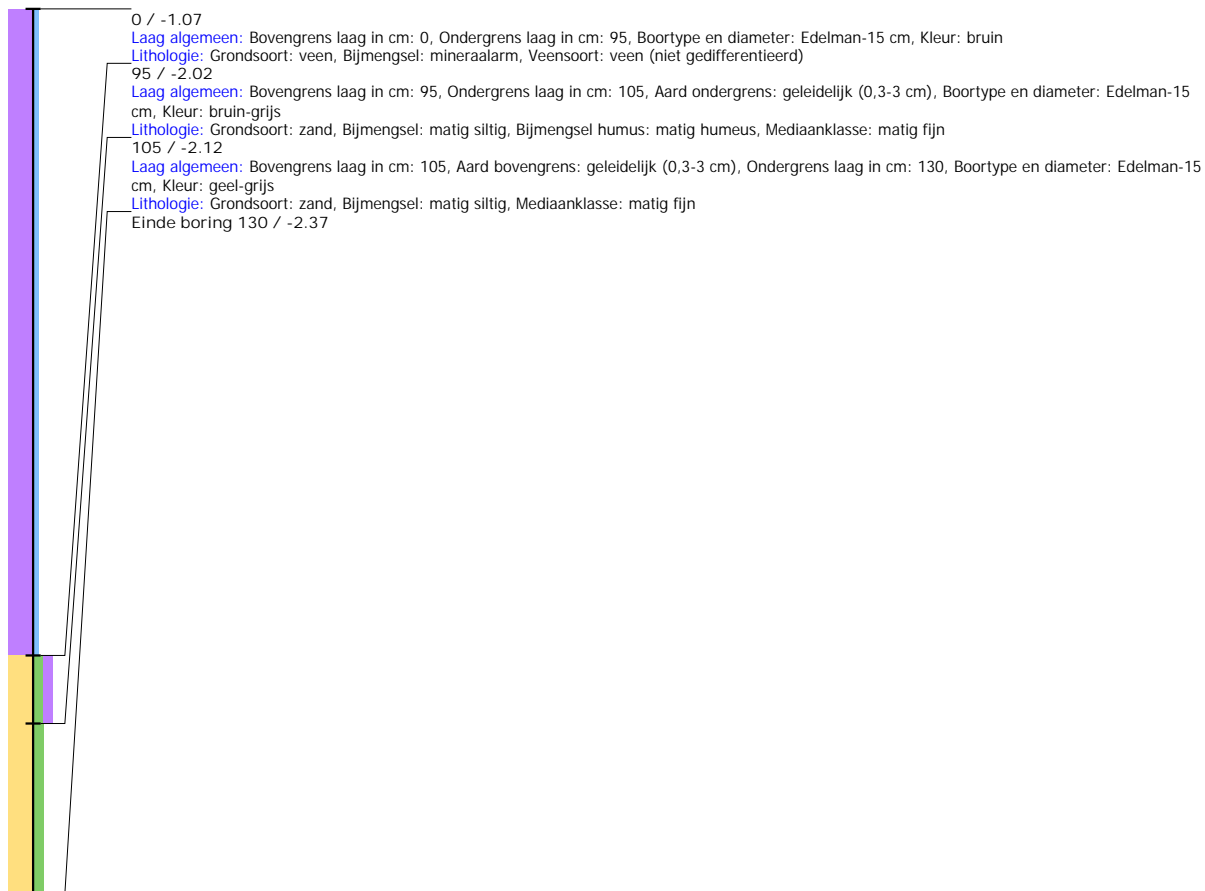 0 / -1.07
Laag algemeen: Bovengrens laag in cm: 0, Ondergrens laag in cm: 95, Boortype en diameter: Edelman-15 cm, Kleur: bruin
Lithologie: Grondsoort: veen, Bijmengsel: mineraalarm, Veensoort: veen (niet gedifferentieerd)
95 / -2.02
Laag algemeen: Bovengrens laag in cm: 95, Ondergrens laag in cm: 105, Aard ondergrens: geleidelijk (0,3-3 cm), Boortype en diameter: Edelman-15
cm, Kleur: bruin-grijs
Lithologie: Grondsoort: zand, Bijmengsel: matig siltig, Bijmengsel humus: matig humeus, Mediaanklasse: matig fijn
105 / -2.12
Laag algemeen: Bovengrens laag in cm: 105, Aard bovengrens: geleidelijk (0,3-3 cm), Ondergrens laag in cm: 130, Boortype en diameter: Edelman-15
cm, Kleur: geel-grijs
Lithologie: Grondsoort: zand, Bijmengsel: matig siltig, Mediaanklasse: matig fijn
Einde boring 130 / -2.37